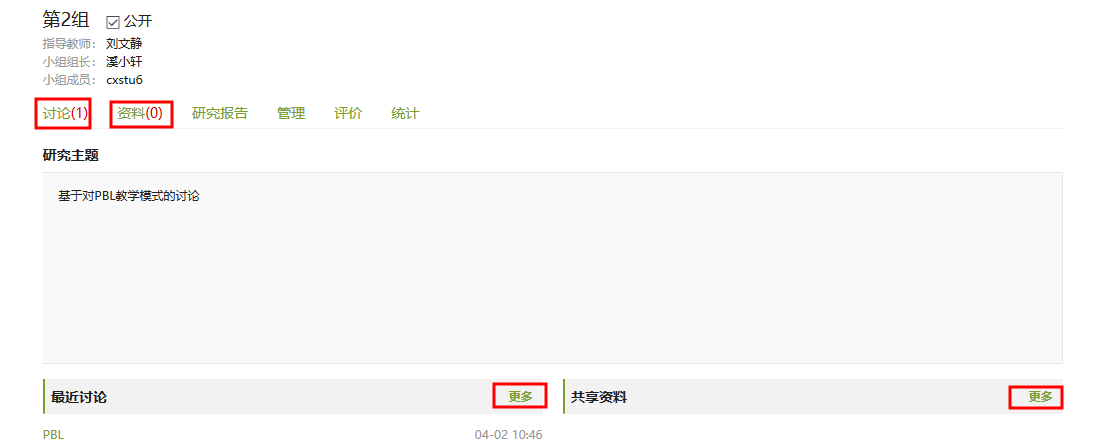 第2组 公开
指导教师： 刘文静
小组组长： 溪小轩
小组成员： cxstu6
讨论(1) 资料(0) 研究报告 管理 评价 统计
研究主题
基于对PBL教学模式的讨论
最近讨论 更多 共享资料 更多
PBL 04-02 10:46